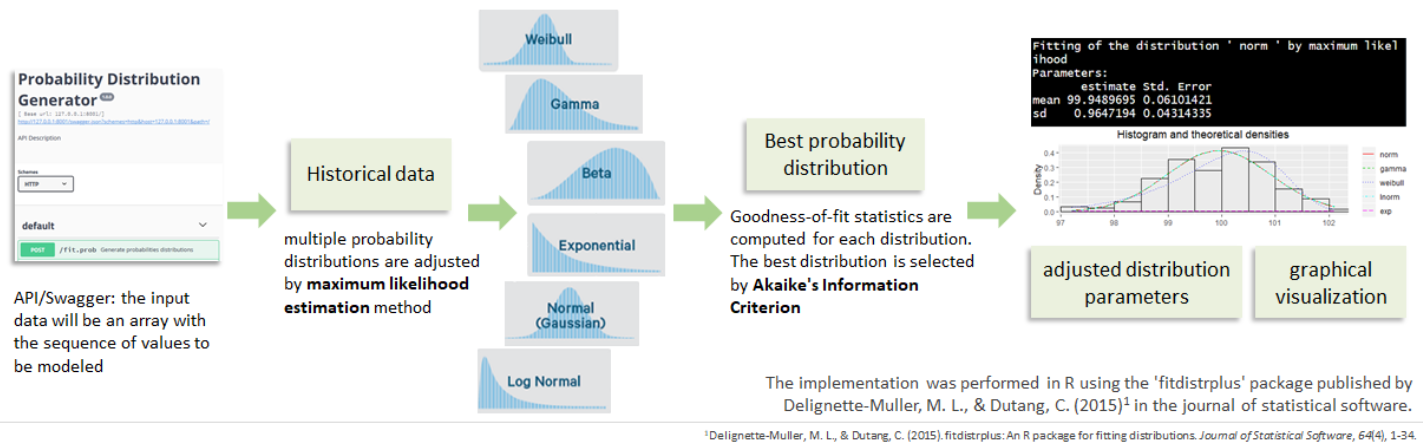 Probability Distribution
Generator
[ Base url: 127.0.0.1:8001/]
API Description
Schemes
HTTP
default
POST /fit.prob Generate probabilities distributions
API/Swagger: the input
data will be an array with
the sequence of values to
be modeled
Historical data
multiple probability
distributions are adjusted
by maximum likelihood
estimation method
Weibull
Gamma
Beta
Exponential
Normal
(Gaussian)
Log Normal
Best probability
distribution
Goodness-of-fit statistics are
computed for each distribution.
The best distribution is selected
by Akaike's Information
Criterion
Fitting of the distribution ' norm ' by maximum likel
ihood
Parameters:
estimate Std. Error
mean 99.9489695 0.06101421
sd 0.9647194 0.04314335
Histogram and theoretical densities
Density
0.4
0.3
0.2
0.1
0.0
97 98 99 100 101 102
norm
gamma
weibull
lnorm
exp
adjusted distribution
parameters
graphical
visualization
The implementation was performed in R using the 'fitdistrplus' package published by
Delignette-Muller, M. L., & Dutang, C. (2015)¹ in the journal of statistical software.
¹Delignette-Muller, M. L., & Dutang, C. (2015). fitdistrplus: An R package for fitting distributions. Journal of Statistical Software, 64(4), 1-34.